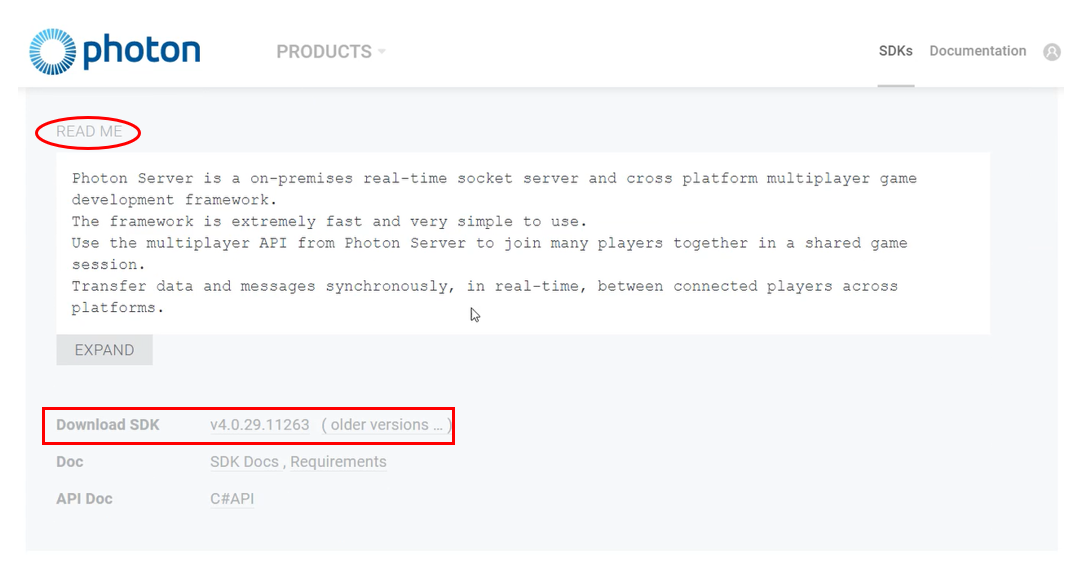 photon
PRODUCTS
SDKs Documentation
READ ME
Photon Server is a on-premises real-time socket server and cross platform multiplayer game
development framework.
The framework is extremely fast and very simple to use.
Use the multiplayer API from Photon Server to join many players together in a shared game
session.
Transfer data and messages synchronously, in real-time, between connected players across
platforms.
EXPAND
Download SDK v4.0.29.11263 ( older versions ... )
Doc SDK Docs , Requirements
API Doc C#API